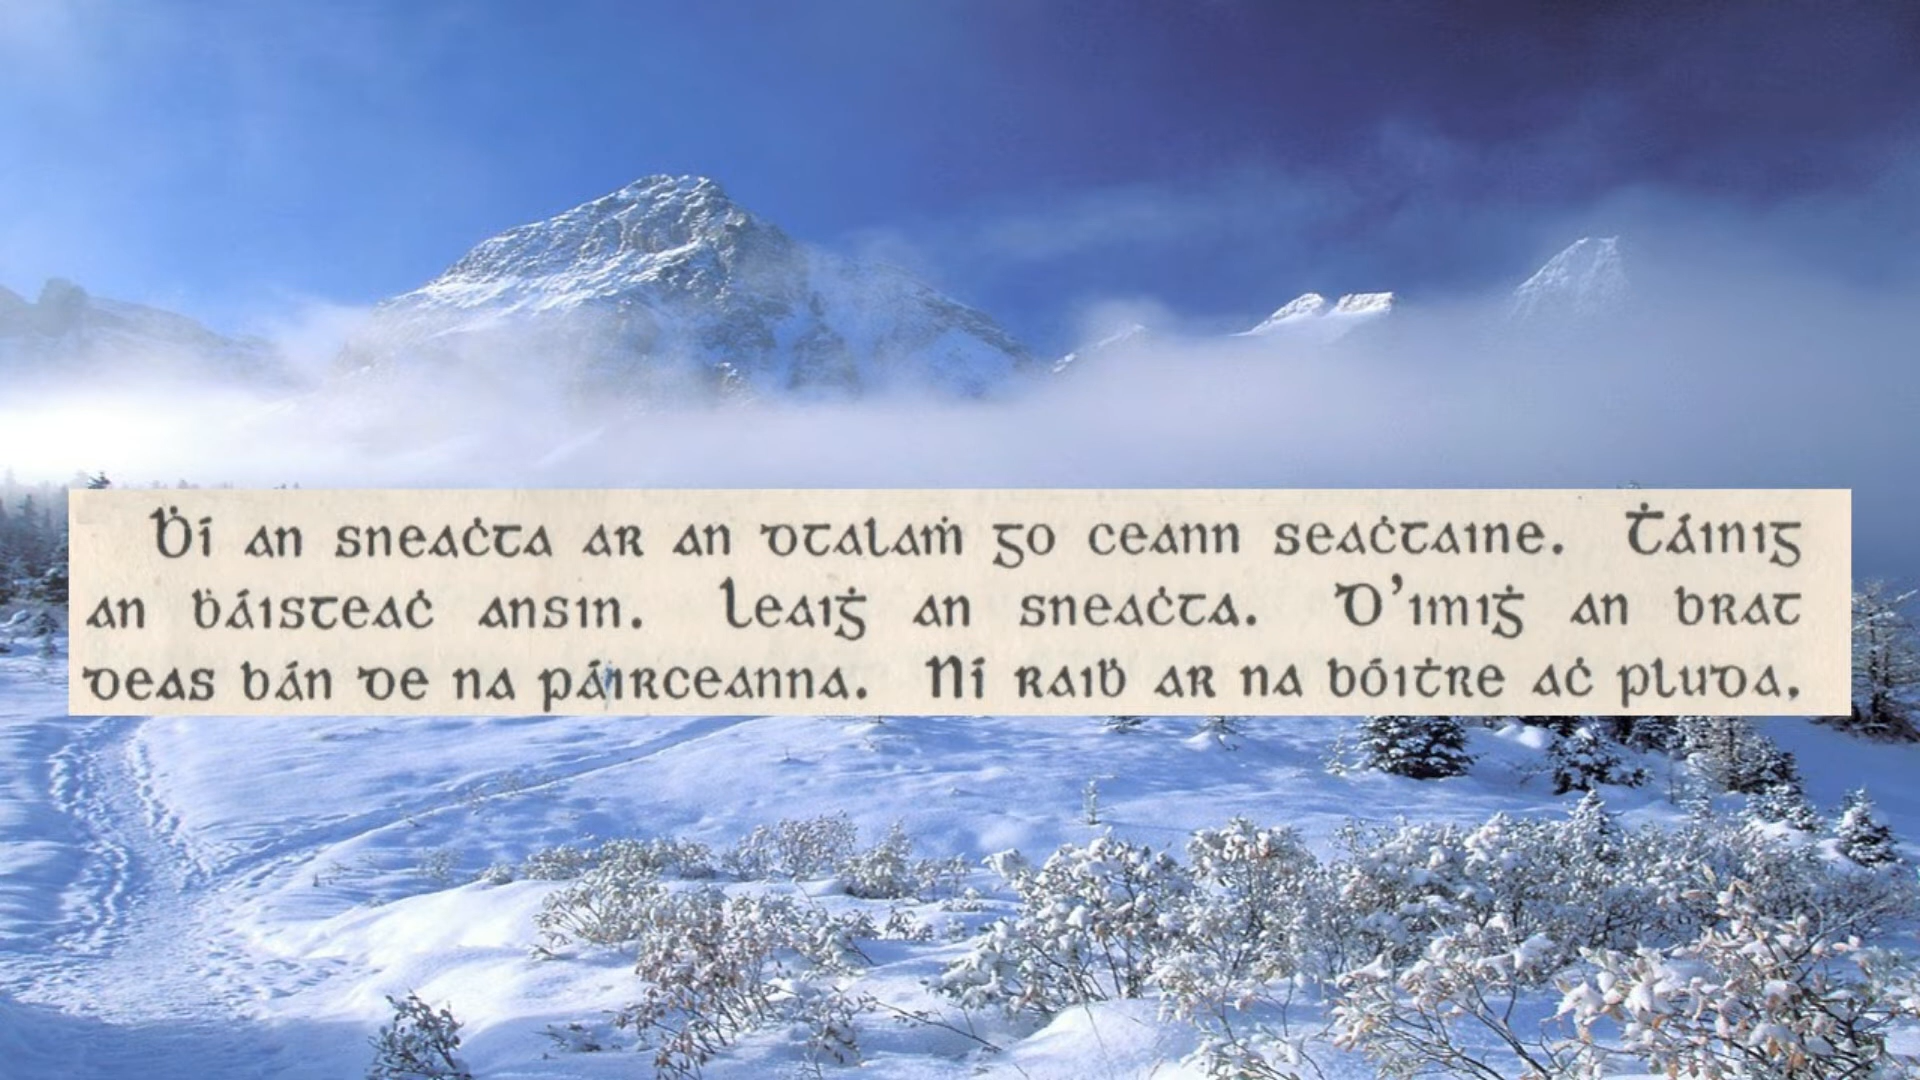 Ḃí an sneaċta ar an dtalaṁ go ceann seaċtaine. Ṫáinig
an ḃáisteaċ ansin. Leaiġ an sneaċta. D'imiġ an brat
deas bán de na páirceanna. Ní raiḃ ar na bóiṫre aċ pluda,